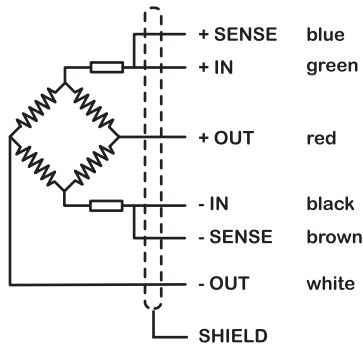 + SENSE blue
+ IN green
+ OUT red
- IN black
- SENSE brown
- OUT white
SHIELD